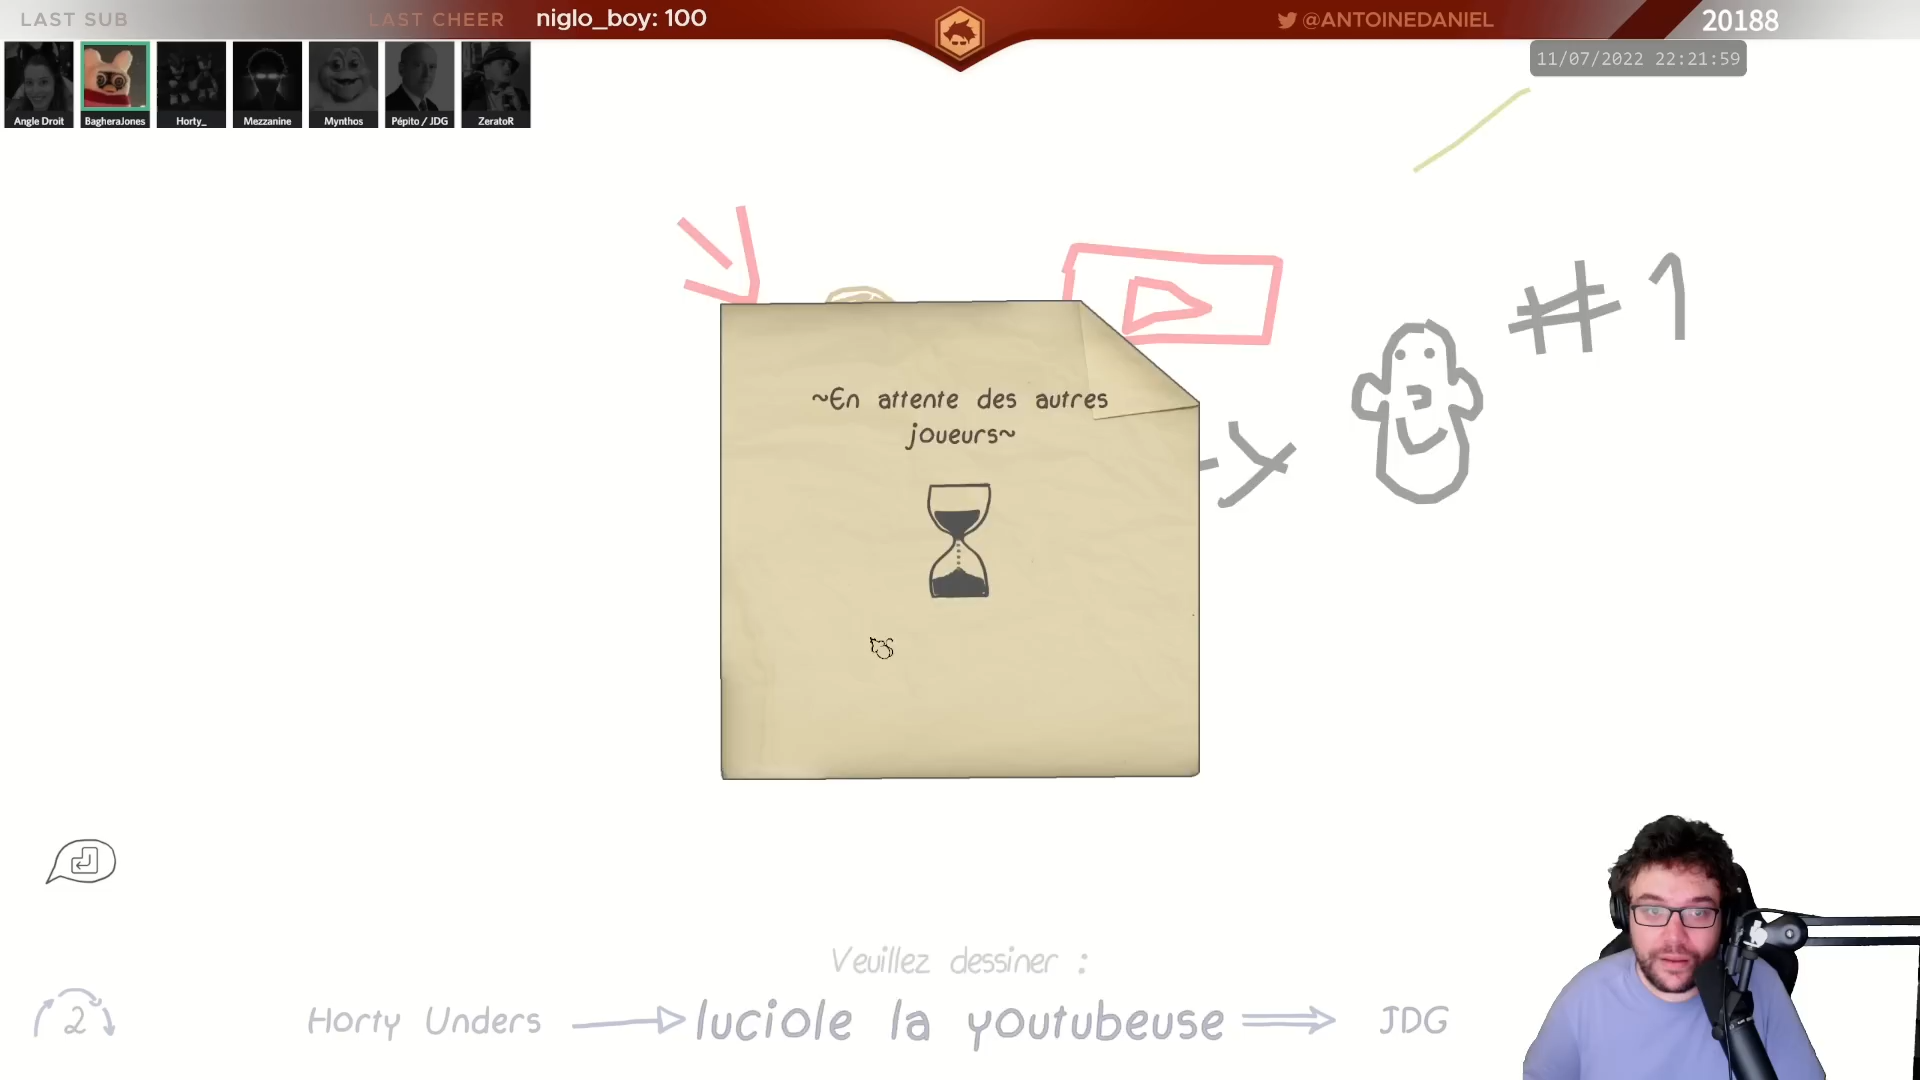 LAST SUB
LAST CHEER niglo_boy: 100
@ANTOINEDANIEL
20188
11/07/2022 22:21:59
Angle Droit
BagheraJones
Horty_
Mezzanine
Mynthos
Pépito / JDG
ZeratoR
# 1
~En attente des autres
joueurs~
Veuillez dessiner :
2
Horty Unders
luciole la youtubeuse
JDG